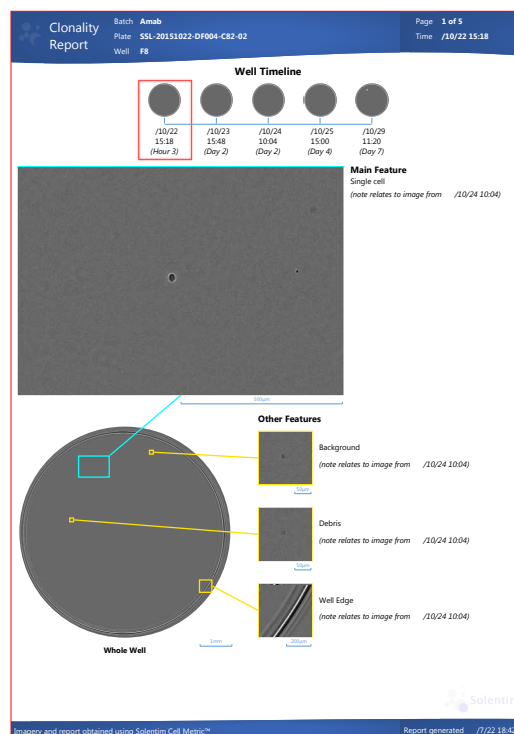 Clonality Report
Batch Amab
Plate SSL-20151022-DF004-C82-02
Well F8
Page 1 of 5
Time /10/22 15:18
Well Timeline
/10/22 15:18 (Hour 3)
/10/23 15:48 (Day 2)
/10/24 10:04 (Day 2)
/10/25 15:00 (Day 4)
/10/29 11:20 (Day 7)
Main Feature
Single cell
(note relates to image from /10/24 10:04)
500µm
Other Features
Background
(note relates to image from /10/24 10:04)
50µm
Debris
(note relates to image from /10/24 10:04)
50µm
Well Edge
(note relates to image from /10/24 10:04)
200µm
1mm
Whole Well
Solentim
Imagery and report obtained using Solentim Cell Metric™
Report generated /7/22 18:42